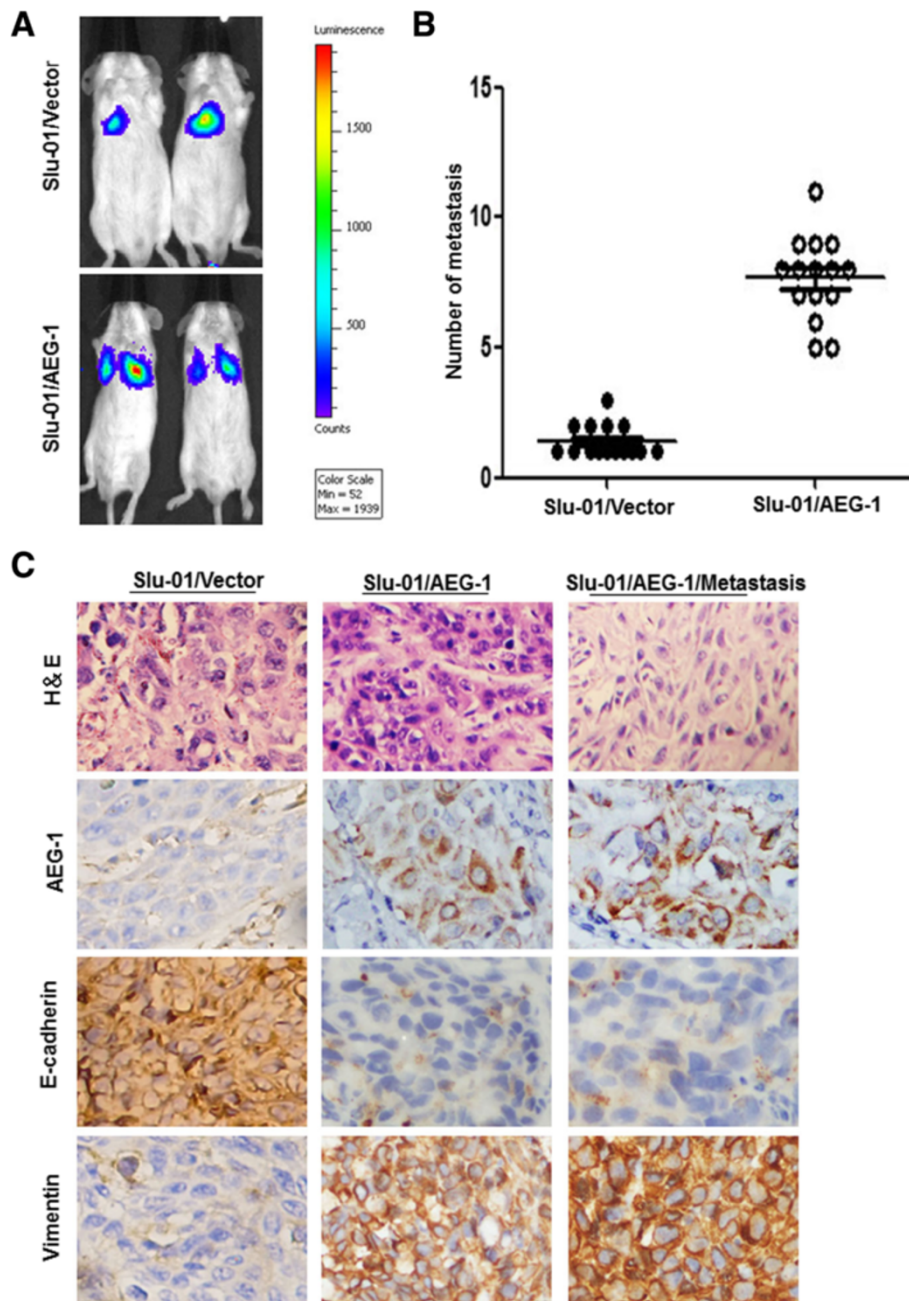 A
Slu-01/Vector
Slu-01/AEG-1
Luminescence
1500
1000
500
Counts
Color Scale
Min = 52
Max = 1939
B
Number of metastasis
15
10
5
0
Slu-01/Vector
Slu-01/AEG-1
C
Slu-01/Vector
Slu-01/AEG-1
Slu-01/AEG-1/Metastasis
H& E
AEG-1
E-cadherin
Vimentin